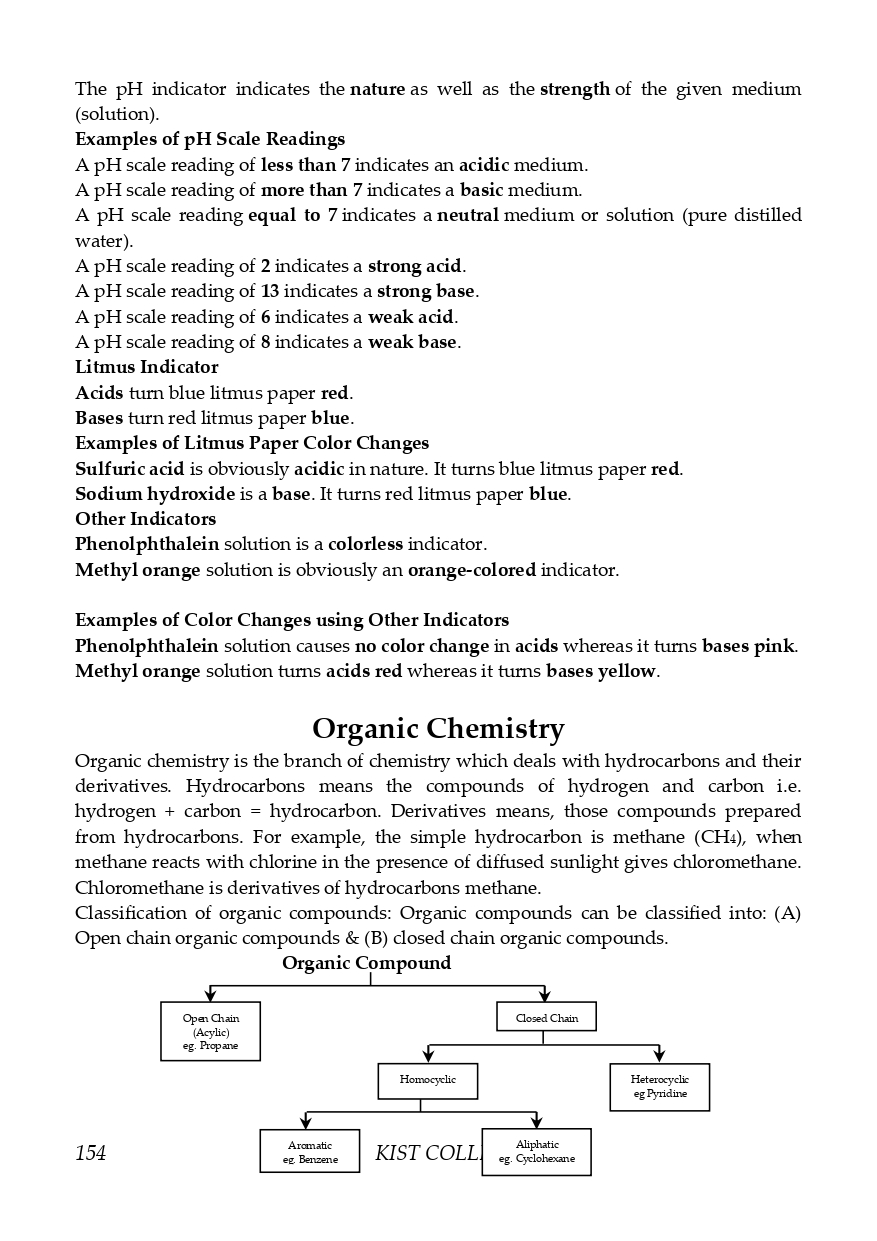 The pH indicator indicates the nature as well as the strength of the given medium
(solution).
Examples of pH Scale Readings
A pH scale reading of less than 7 indicates an acidic medium.
A pH scale reading of more than 7 indicates a basic medium.
A pH scale reading equal to 7 indicates a neutral medium or solution (pure distilled
water).
A pH scale reading of 2 indicates a strong acid.
A pH scale reading of 13 indicates a strong base.
A pH scale reading of 6 indicates a weak acid.
A pH scale reading of 8 indicates a weak base.
Litmus Indicator
Acids turn blue litmus paper red.
Bases turn red litmus paper blue.
Examples of Litmus Paper Color Changes
Sulfuric acid is obviously acidic in nature. It turns blue litmus paper red.
Sodium hydroxide is a base. It turns red litmus paper blue.
Other Indicators
Phenolphthalein solution is a colorless indicator.
Methyl orange solution is obviously an orange-colored indicator.
Examples of Color Changes using Other Indicators
Phenolphthalein solution causes no color change in acids whereas it turns bases pink.
Methyl orange solution turns acids red whereas it turns bases yellow.
Organic Chemistry
Organic chemistry is the branch of chemistry which deals with hydrocarbons and their
derivatives. Hydrocarbons means the compounds of hydrogen and carbon i.e.
hydrogen + carbon = hydrocarbon. Derivatives means, those compounds prepared
from hydrocarbons. For example, the simple hydrocarbon is methane (CH4), when
methane reacts with chlorine in the presence of diffused sunlight gives chloromethane.
Chloromethane is derivatives of hydrocarbons methane.
Classification of organic compounds: Organic compounds can be classified into: (A)
Open chain organic compounds & (B) closed chain organic compounds.
Organic Compound
Open Chain
(Acylic)
eg. Propane
Closed Chain
Homocyclic
Heterocyclic
eg Pyridine
Aromatic
eg. Benzene
Aliphatic
eg. Cyclohexane
154
KIST